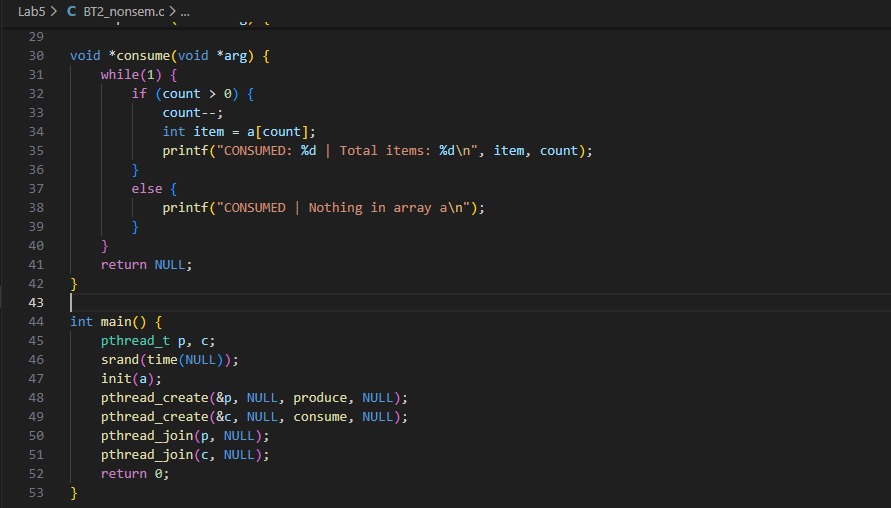 Lab5 > C BT2_nonsem.c > ...
29
30 void *consume(void *arg) {
31     while(1) {
32         if (count > 0) {
33             count--;
34             int item = a[count];
35             printf("CONSUMED: %d | Total items: %d\n", item, count);
36         }
37         else {
38             printf("CONSUMED | Nothing in array a\n");
39         }
40     }
41     return NULL;
42 }
43
44 int main() {
45     pthread_t p, c;
46     srand(time(NULL));
47     init(a);
48     pthread_create(&p, NULL, produce, NULL);
49     pthread_create(&c, NULL, consume, NULL);
50     pthread_join(p, NULL);
51     pthread_join(c, NULL);
52     return 0;
53 }